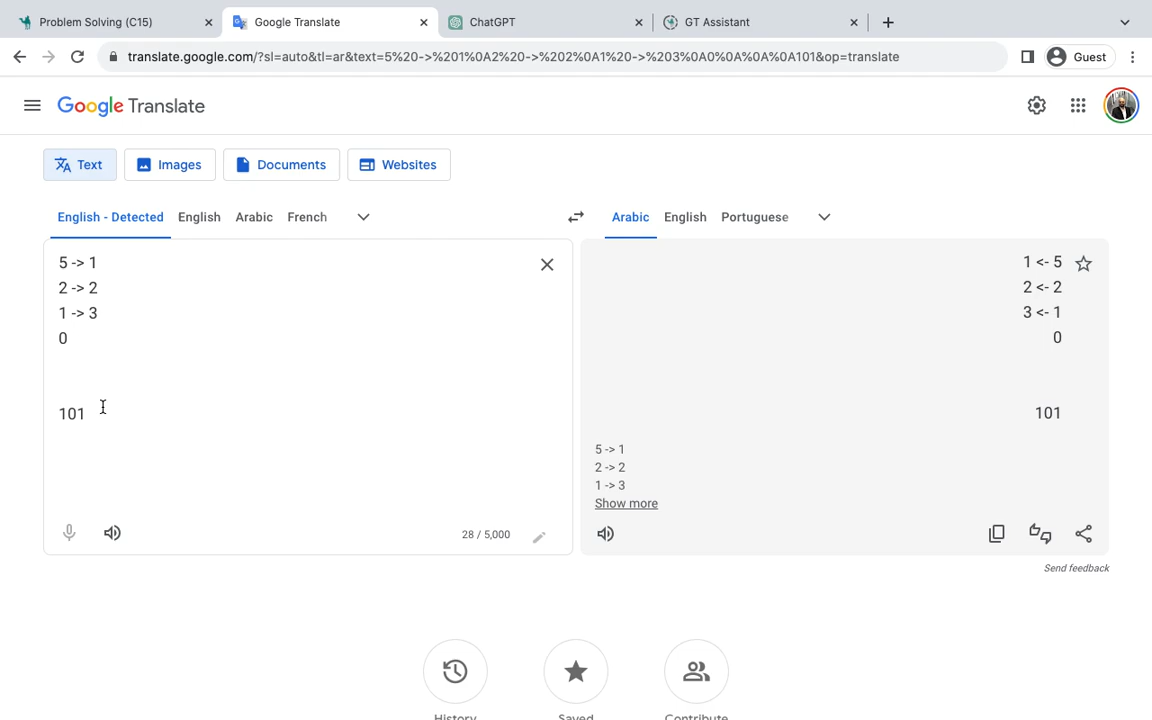 Problem Solving (C15)
Google Translate
ChatGPT
GT Assistant
translate.google.com/?sl=auto&tl=ar&text=5%20->%201%0A2%20->%202%0A1%20->%203%0A0%0A%0A%0A101&op=translate
Guest
Google Translate
Text
Images
Documents
Websites
English - Detected
English
Arabic
French
Arabic
English
Portuguese
5 -> 1
2 -> 2
1 -> 3
0
101
28 / 5,000
1 <- 5
2 <- 2
3 <- 1
0
101
5 -> 1
2 -> 2
1 -> 3
Show more
Send feedback
History
Saved
Contribute